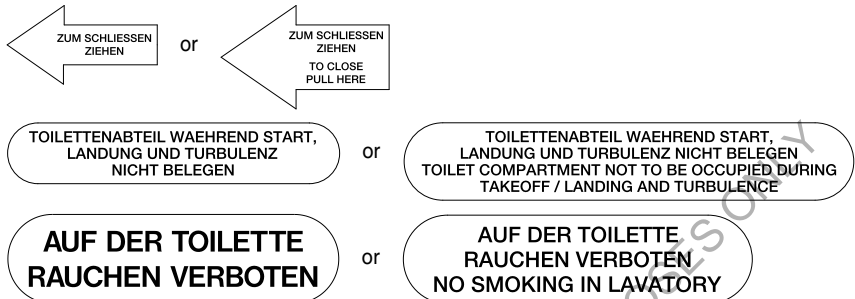 ZUM SCHLIESSEN
ZIEHEN
or
ZUM SCHLIESSEN
ZIEHEN
TO CLOSE
PULL HERE
TOILETTENABTEIL WAEHREND START,
LANDUNG UND TURBULENZ
NICHT BELEGEN
or
TOILETTENABTEIL WAEHREND START,
LANDUNG UND TURBULENZ NICHT BELEGEN
TOILET COMPARTMENT NOT TO BE OCCUPIED DURING
TAKEOFF / LANDING AND TURBULENCE
AUF DER TOILETTE
RAUCHEN VERBOTEN
or
AUF DER TOILETTE
RAUCHEN VERBOTEN
NO SMOKING IN LAVATORY
ONLY